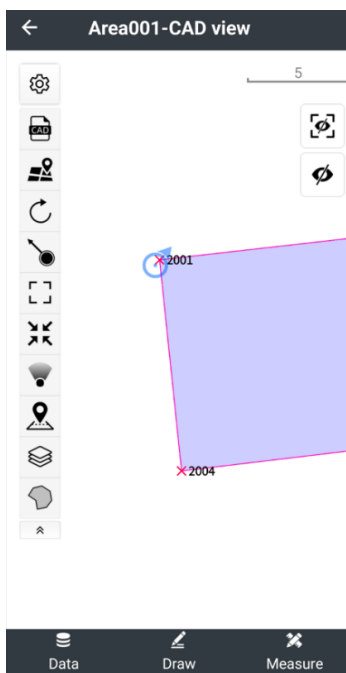 Area001-CAD view
5
CAD
2001
2004
Data
Draw
Measure